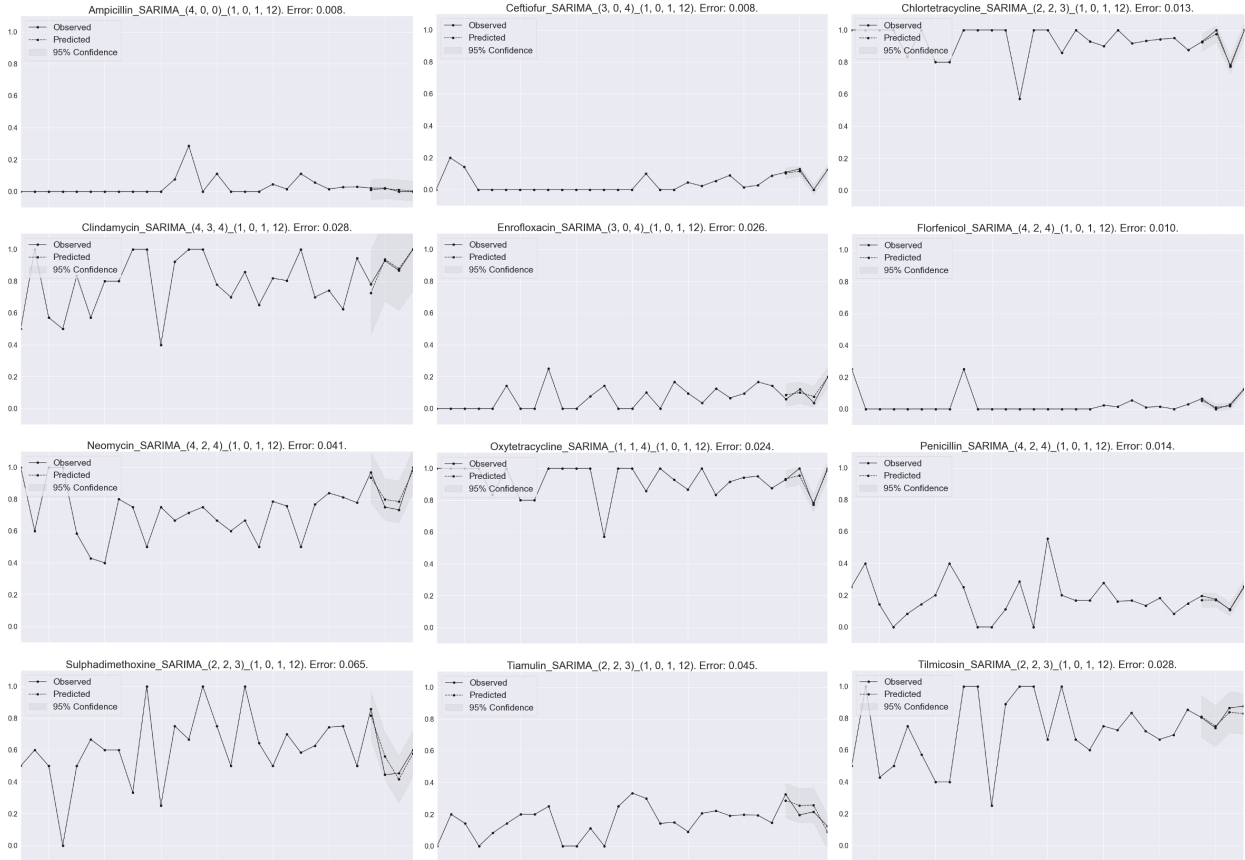 Ampicillin_SARIMA_(4, 0, 0)_(1, 0, 1, 12). Error: 0.008.
1.0
0.8
0.6
0.4
0.2
0.0
Observed
Predicted
95% Confidence
Ceftiofur_SARIMA_(3, 0, 4)_(1, 0, 1, 12). Error: 0.008.
1.0
0.8
0.6
0.4
0.2
0.0
Observed
Predicted
95% Confidence
Chlortetracycline_SARIMA_(2, 2, 3)_(1, 0, 1, 12). Error: 0.013.
1.0
0.8
0.6
0.4
0.2
0.0
Observed
Predicted
95% Confidence
Clindamycin_SARIMA_(4, 3, 4)_(1, 0, 1, 12). Error: 0.028.
1.0
0.8
0.6
0.4
0.2
0.0
Observed
Predicted
95% Confidence
Enrofloxacin_SARIMA_(3, 0, 4)_(1, 0, 1, 12). Error: 0.026.
1.0
0.8
0.6
0.4
0.2
0.0
Observed
Predicted
95% Confidence
Florfenicol_SARIMA_(4, 2, 4)_(1, 0, 1, 12). Error: 0.010.
1.0
0.8
0.6
0.4
0.2
0.0
Observed
Predicted
95% Confidence
Neomycin_SARIMA_(4, 2, 4)_(1, 0, 1, 12). Error: 0.041.
1.0
0.8
0.6
0.4
0.2
0.0
Observed
Predicted
95% Confidence
Oxytetracycline_SARIMA_(1, 1, 4)_(1, 0, 1, 12). Error: 0.024.
1.0
0.8
0.6
0.4
0.2
0.0
Observed
Predicted
95% Confidence
Penicillin_SARIMA_(4, 2, 4)_(1, 0, 1, 12). Error: 0.014.
1.0
0.8
0.6
0.4
0.2
0.0
Observed
Predicted
95% Confidence
Sulphadimethoxine_SARIMA_(2, 2, 3)_(1, 0, 1, 12). Error: 0.065.
1.0
0.8
0.6
0.4
0.2
0.0
Observed
Predicted
95% Confidence
Tiamulin_SARIMA_(2, 2, 3)_(1, 0, 1, 12). Error: 0.045.
1.0
0.8
0.6
0.4
0.2
0.0
Observed
Predicted
95% Confidence
Tilmicosin_SARIMA_(2, 2, 3)_(1, 0, 1, 12). Error: 0.028.
1.0
0.8
0.6
0.4
0.2
0.0
Observed
Predicted
95% Confidence